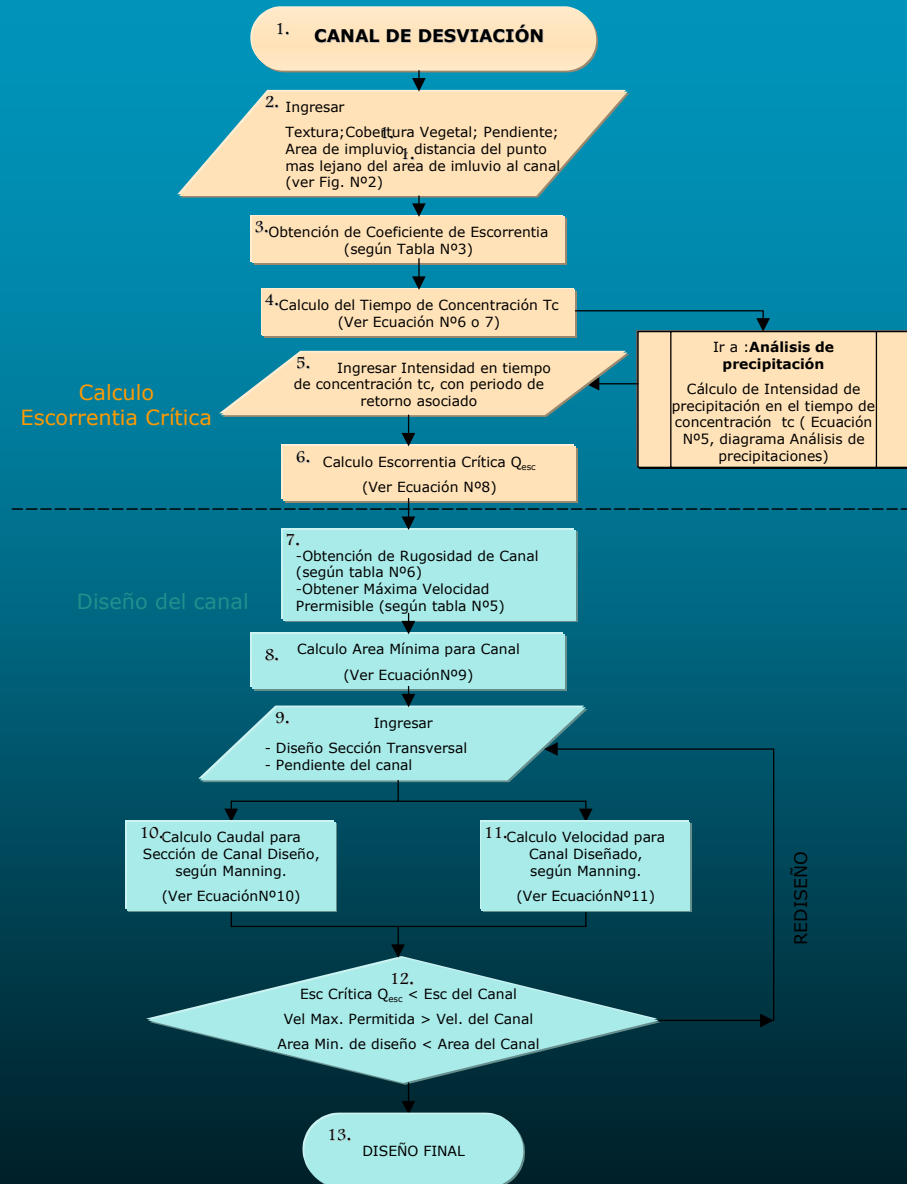 1. CANAL DE DESVIACIÓN
2. Ingresar
Textura;Cobertura Vegetal; Pendiente;
1.
Area de impluvio, distancia del punto
1.
mas lejano del area de imluvio al canal
(ver Fig. Nº2)
3.Obtención de Coeficiente de Escorrentia
(según Tabla Nº3)
4.Calculo del Tiempo de Concentración Tc
(Ver Ecuación Nº6 o 7)
Ir a :Análisis de
precipitación
Cálculo de Intensidad de
precipitación en el tiempo de
concentración tc ( Ecuación
Nº5, diagrama Análisis de
precipitaciones)
5. Ingresar Intensidad en tiempo
de concentración tc, con periodo de
retorno asociado
Calculo
Escorrentia Crítica
6. Calculo Escorrentia Crítica Qesc
(Ver Ecuación Nº8)
7.
-Obtención de Rugosidad de Canal
(según tabla Nº6)
-Obtener Máxima Velocidad
Prermisible (según tabla Nº5)
Diseño del canal
8. Calculo Area Mínima para Canal
(Ver EcuaciónNº9)
9. Ingresar
- Diseño Sección Transversal
- Pendiente del canal
10.Calculo Caudal para
Sección de Canal Diseño,
según Manning.
(Ver EcuaciónNº10)
11.Calculo Velocidad para
Canal Diseñado,
según Manning.
(Ver EcuaciónNº11)
REDISEÑO
12.
Esc Crítica Qesc < Esc del Canal
Vel Max. Permitida > Vel. del Canal
Area Min. de diseño < Area del Canal
13.
DISEÑO FINAL